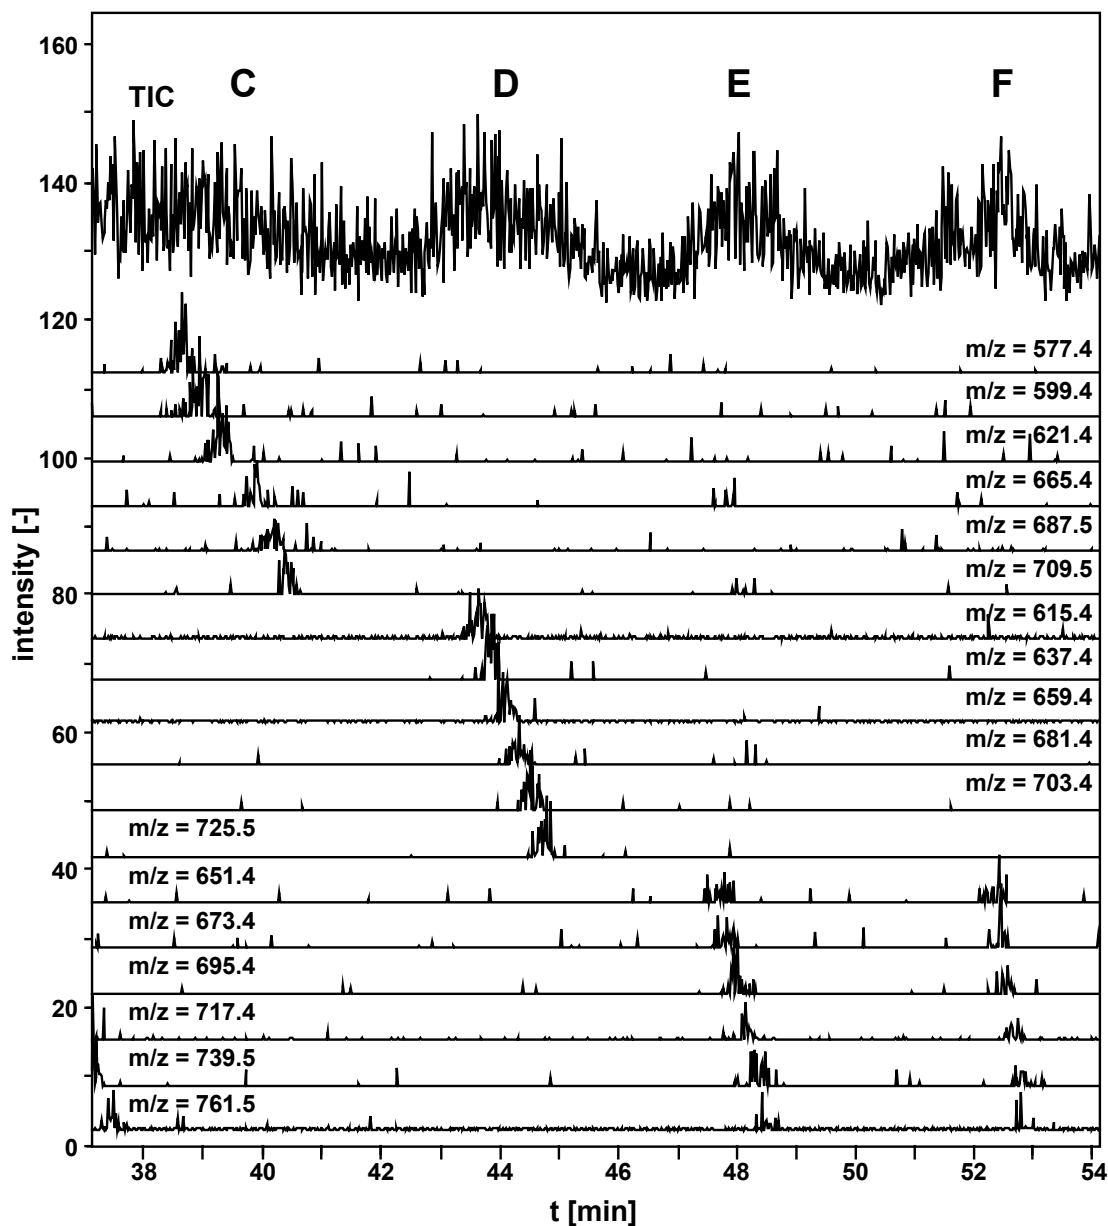 160
C
D
E
F
TIC
140
120
m/z = 577.4
m/z = 599.4
m/z = 621.4
100
m/z = 665.4
m/z = 687.5
m/z = 709.5
80
m/z = 615.4
m/z = 637.4
m/z = 659.4
60
m/z = 681.4
m/z = 703.4
m/z = 725.5
40
m/z = 651.4
m/z = 673.4
m/z = 695.4
20
m/z = 717.4
m/z = 739.5
m/z = 761.5
0
intensity [-]
38 40 42 44 46 48 50 52 54
t [min]